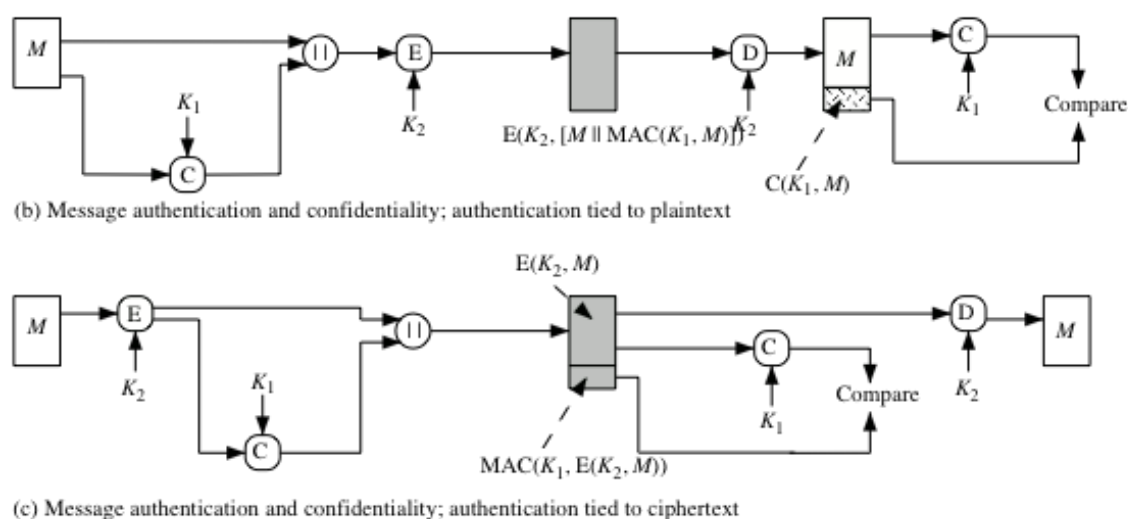 M
||
E
D
M
C
K₁
K₂
K₂
K₁
Compare
E(K₂, [M || MAC(K₁, M)])
C
C(K₁, M)
(b) Message authentication and confidentiality; authentication tied to plaintext
E(K₂, M)
M
E
||
D
M
C
K₁
K₂
K₂
Compare
K₁
C
MAC(K₁, E(K₂, M))
(c) Message authentication and confidentiality; authentication tied to ciphertext